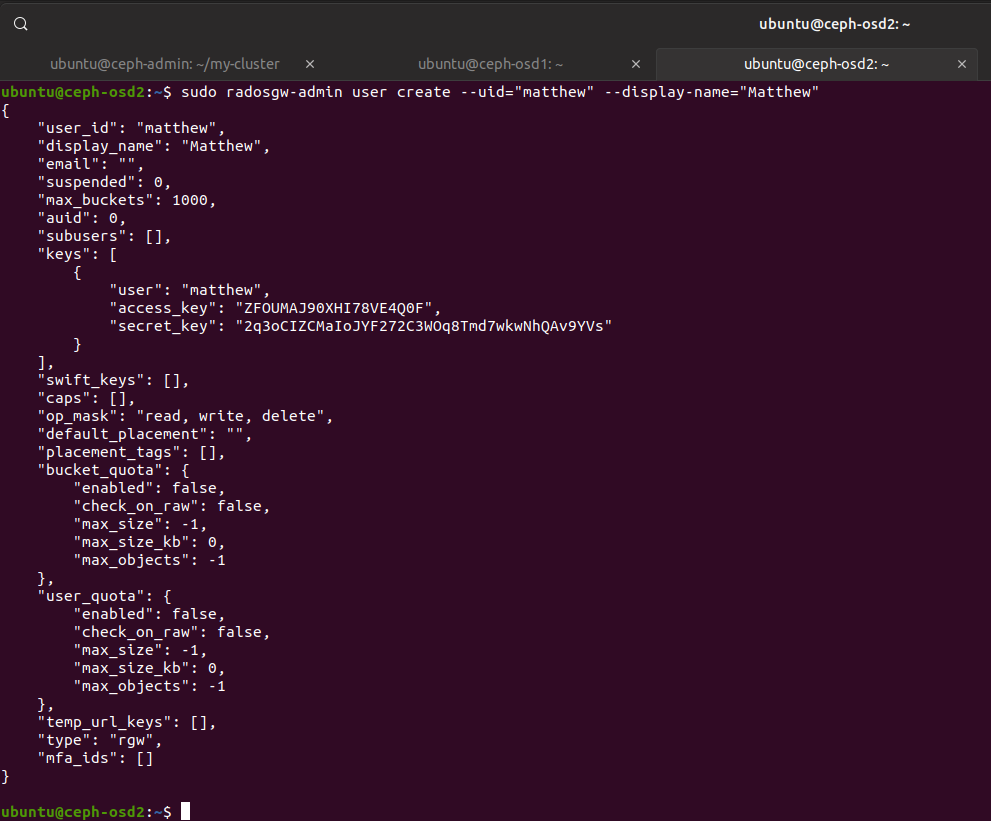 ubuntu@ceph-osd2: ~
ubuntu@ceph-admin: ~/my-cluster × ubuntu@ceph-osd1: ~ × ubuntu@ceph-osd2: ~ ×
ubuntu@ceph-osd2:~$ sudo radosgw-admin user create --uid="matthew" --display-name="Matthew"
{
    "user_id": "matthew",
    "display_name": "Matthew",
    "email": "",
    "suspended": 0,
    "max_buckets": 1000,
    "auid": 0,
    "subusers": [],
    "keys": [
        {
            "user": "matthew",
            "access_key": "ZFOUMAJ90XHI78VE4Q0F",
            "secret_key": "2q3oCIZCMaIoJYF272C3WOq8Tmd7wkwNhQAv9YVs"
        }
    ],
    "swift_keys": [],
    "caps": [],
    "op_mask": "read, write, delete",
    "default_placement": "",
    "placement_tags": [],
    "bucket_quota": {
        "enabled": false,
        "check_on_raw": false,
        "max_size": -1,
        "max_size_kb": 0,
        "max_objects": -1
    },
    "user_quota": {
        "enabled": false,
        "check_on_raw": false,
        "max_size": -1,
        "max_size_kb": 0,
        "max_objects": -1
    },
    "temp_url_keys": [],
    "type": "rgw",
    "mfa_ids": []
}
ubuntu@ceph-osd2:~$